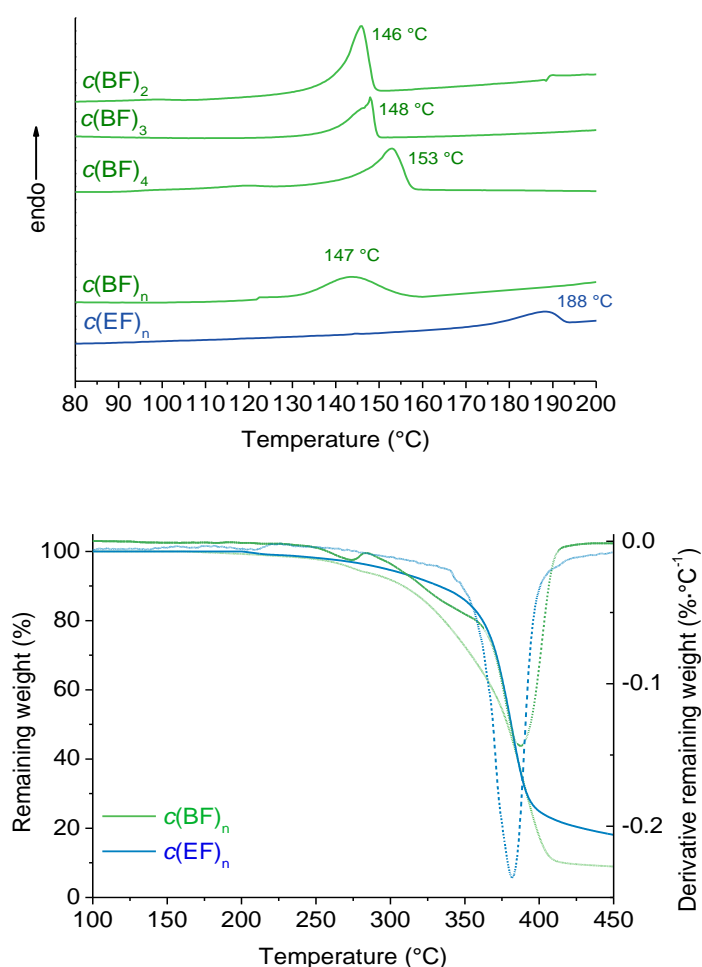 146 °C
c(BF)₂
c(BF)₃
148 °C
c(BF)₄
153 °C
endo
147 °C
c(BF)ₙ
188 °C
c(EF)ₙ
80 90 100 110 120 130 140 150 160 170 180 190 200
Temperature (°C)
100
80
60
40
20
0
Remaining weight (%)
0.0
-0.1
-0.2
Derivative remaining weight (%·°C⁻¹)
c(BF)ₙ
c(EF)ₙ
100 150 200 250 300 350 400 450
Temperature (°C)